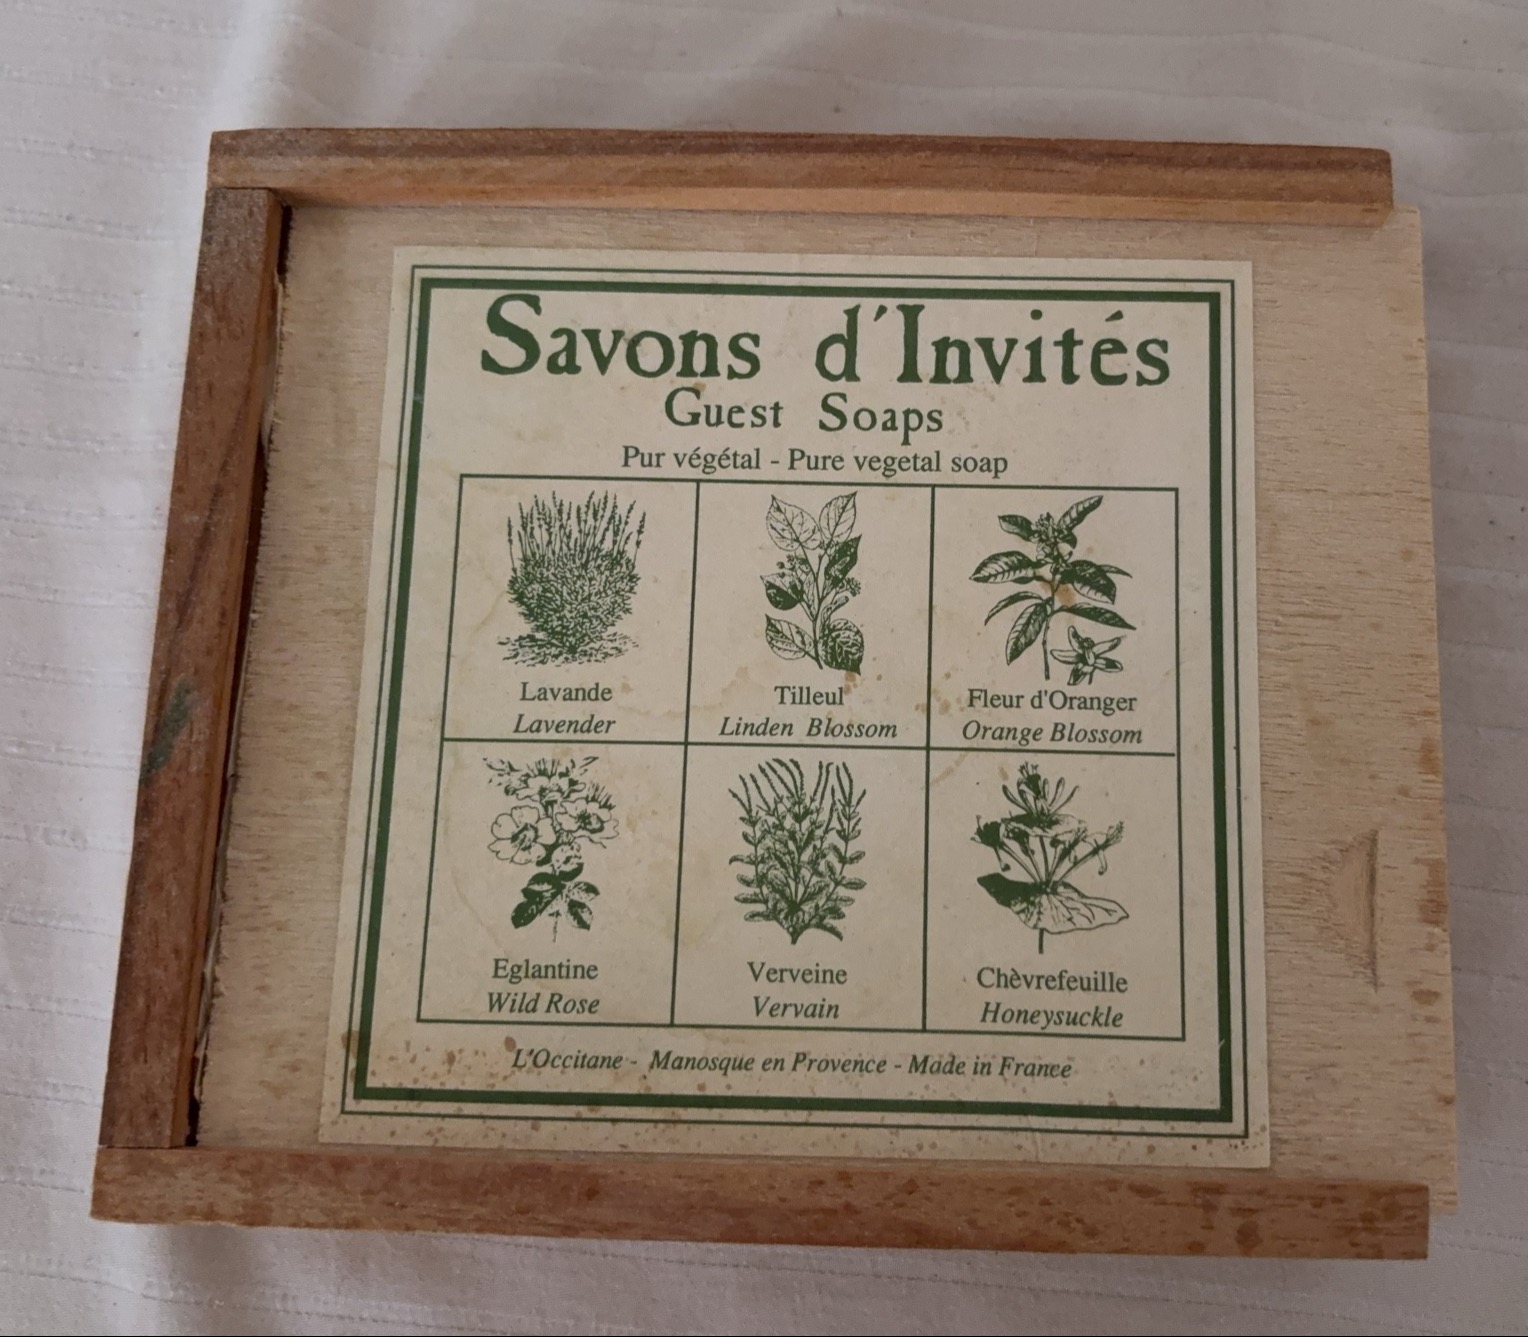 Savons d'Invités
Guest Soaps
Pur végétal - Pure vegetal soap
Lavande
Lavender
Tilleul
Linden Blossom
Fleur d'Oranger
Orange Blossom
Eglantine
Wild Rose
Verveine
Vervain
Chèvrefeuille
Honeysuckle
L'Occitane - Manosque en Provence - Made in France